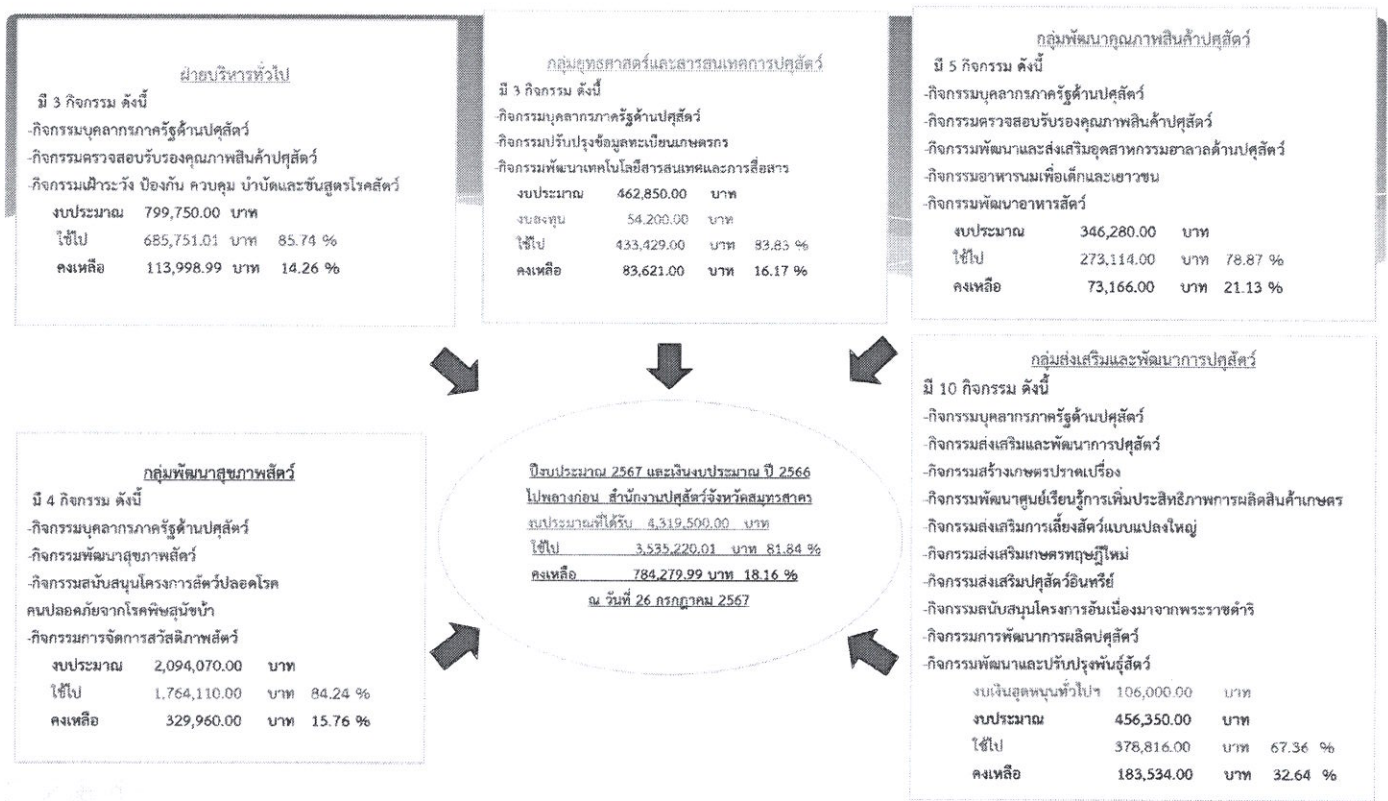 ฝ่ายบริหารทั่วไป
มี 3 กิจกรรม ดังนี้
-กิจกรรมบุคลากรภาครัฐด้านปศุสัตว์
-กิจกรรมตรวจสอบรับรองคุณภาพสินค้าปศุสัตว์
-กิจกรรมเฝ้าระวัง ป้องกัน ควบคุม บำบัดและชันสูตรโรคสัตว์
งบประมาณ 799,750.00 บาท
ใช้ไป 685,751.01 บาท 85.74 %
คงเหลือ 113,998.99 บาท 14.26 %
กลุ่มยุทธศาสตร์และสารสนเทศการปศุสัตว์
มี 3 กิจกรรม ดังนี้
-กิจกรรมบุคลากรภาครัฐด้านปศุสัตว์
-กิจกรรมปรับปรุงข้อมูลทะเบียนเกษตรกร
-กิจกรรมพัฒนาเทคโนโลยีสารสนเทศและการสื่อสาร
งบประมาณ 462,850.00 บาท
งบลงทุน 54,200.00 บาท
ใช้ไป 433,429.00 บาท 83.83 %
คงเหลือ 83,621.00 บาท 16.17 %
กลุ่มพัฒนาคุณภาพสินค้าปศุสัตว์
มี 5 กิจกรรม ดังนี้
-กิจกรรมบุคลากรภาครัฐด้านปศุสัตว์
-กิจกรรมตรวจสอบรับรองคุณภาพสินค้าปศุสัตว์
-กิจกรรมพัฒนาและส่งเสริมอุตสาหกรรมฮาลาลด้านปศุสัตว์
-กิจกรรมอาหารนมเพื่อเด็กและเยาวชน
-กิจกรรมพัฒนาอาหารสัตว์
งบประมาณ 346,280.00 บาท
ใช้ไป 273,114.00 บาท 78.87 %
คงเหลือ 73,166.00 บาท 21.13 %
กลุ่มพัฒนาสุขภาพสัตว์
มี 4 กิจกรรม ดังนี้
-กิจกรรมบุคลากรภาครัฐด้านปศุสัตว์
-กิจกรรมพัฒนาสุขภาพสัตว์
-กิจกรรมสนับสนุนโครงการสัตว์ปลอดโรค
คนปลอดภัยจากโรคพิษสุนัขบ้า
-กิจกรรมการจัดการสวัสดิภาพสัตว์
งบประมาณ 2,094,070.00 บาท
ใช้ไป 1,764,110.00 บาท 84.24 %
คงเหลือ 329,960.00 บาท 15.76 %
ปีงบประมาณ 2567 และเงินงบประมาณ ปี 2566
ไปพลางก่อน สำนักงานปศุสัตว์จังหวัดสมุทรสาคร
งบประมาณที่ได้รับ 4,319,500.00 บาท
ใช้ไป 3,535,220.01 บาท 81.84 %
คงเหลือ 784,279.99 บาท 18.16 %
ณ วันที่ 26 กรกฎาคม 2567
กลุ่มส่งเสริมและพัฒนาการปศุสัตว์
มี 10 กิจกรรม ดังนี้
-กิจกรรมบุคลากรภาครัฐด้านปศุสัตว์
-กิจกรรมส่งเสริมและพัฒนาการปศุสัตว์
-กิจกรรมสร้างเกษตรปราดเปรื่อง
-กิจกรรมพัฒนาศูนย์เรียนรู้การเพิ่มประสิทธิภาพการผลิตสินค้าเกษตร
-กิจกรรมส่งเสริมการเลี้ยงสัตว์แบบแปลงใหญ่
-กิจกรรมส่งเสริมเกษตรทฤษฎีใหม่
-กิจกรรมส่งเสริมปศุสัตว์อินทรีย์
-กิจกรรมสนับสนุนโครงการอันเนื่องมาจากพระราชดำริ
-กิจกรรมการพัฒนาการผลิตปศุสัตว์
-กิจกรรมพัฒนาและปรับปรุงพันธุ์สัตว์
งบเงินอุดหนุนทั่วไปฯ 106,000.00 บาท
งบประมาณ 456,350.00 บาท
ใช้ไป 378,816.00 บาท 67.36 %
คงเหลือ 183,534.00 บาท 32.64 %